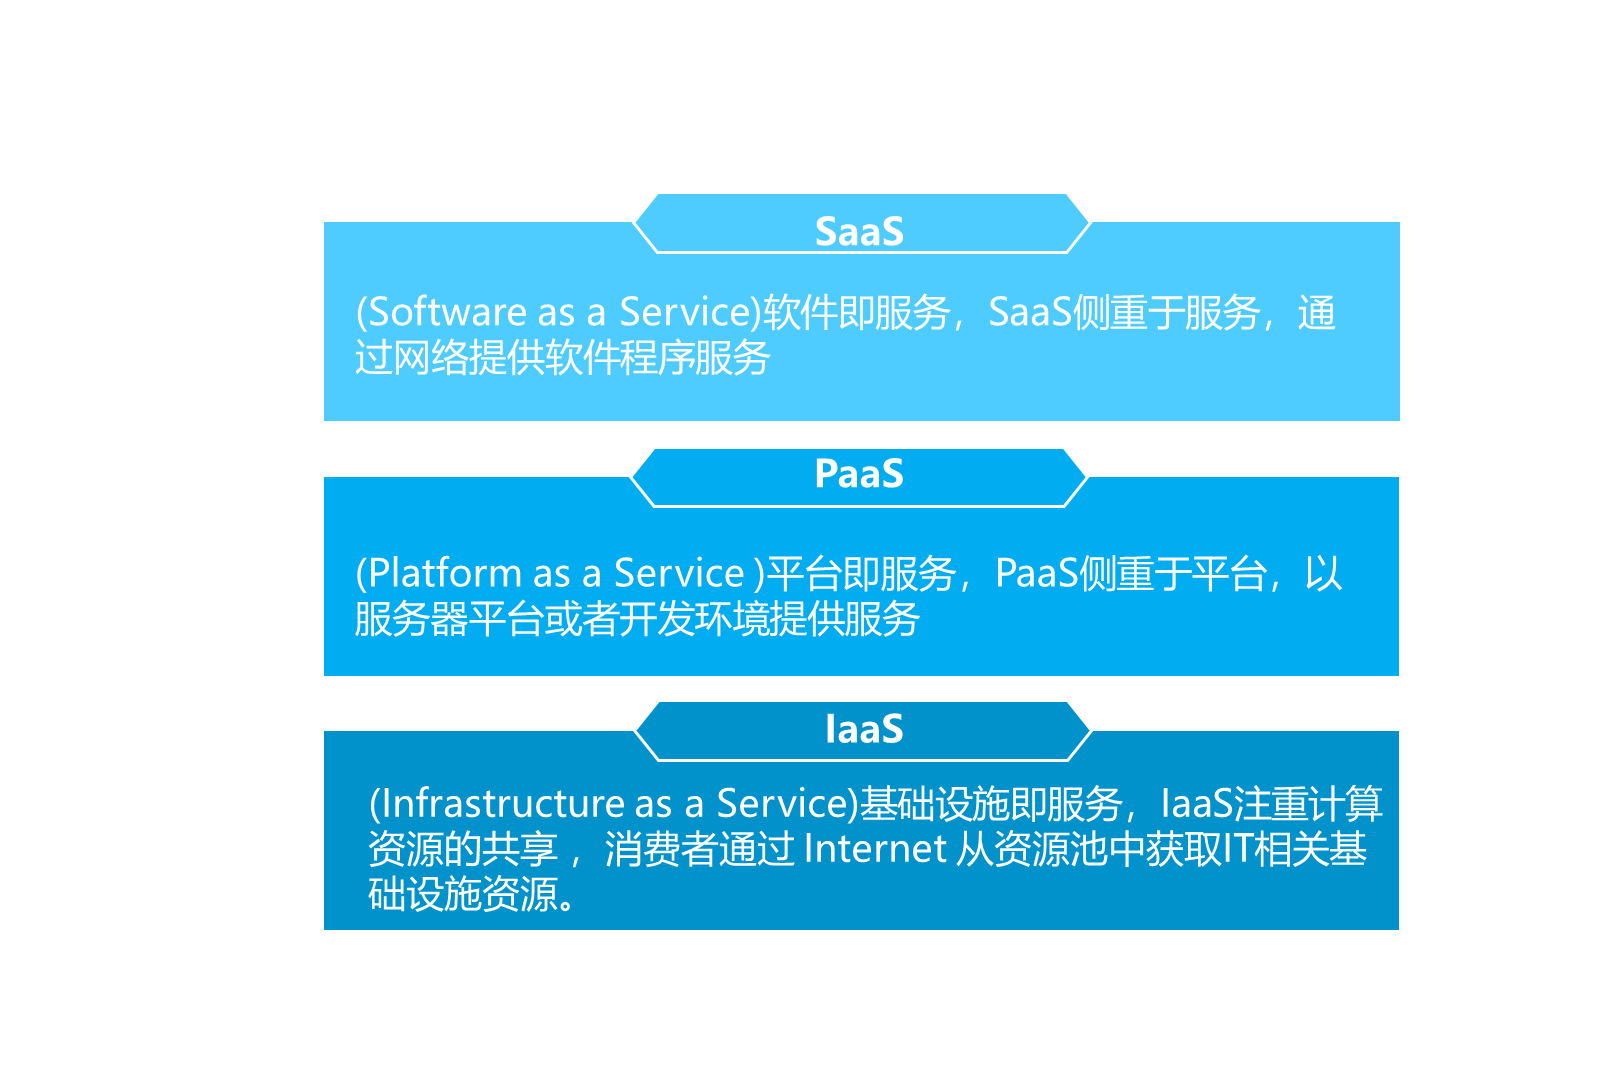 SaaS
(Software as a Service)软件即服务，SaaS侧重于服务，通
过网络提供软件程序服务
PaaS
(Platform as a Service )平台即服务，PaaS侧重于平台，以
服务器平台或者开发环境提供服务
IaaS
(Infrastructure as a Service)基础设施即服务，IaaS注重计算
资源的共享 ，消费者通过 Internet 从资源池中获取IT相关基
础设施资源。